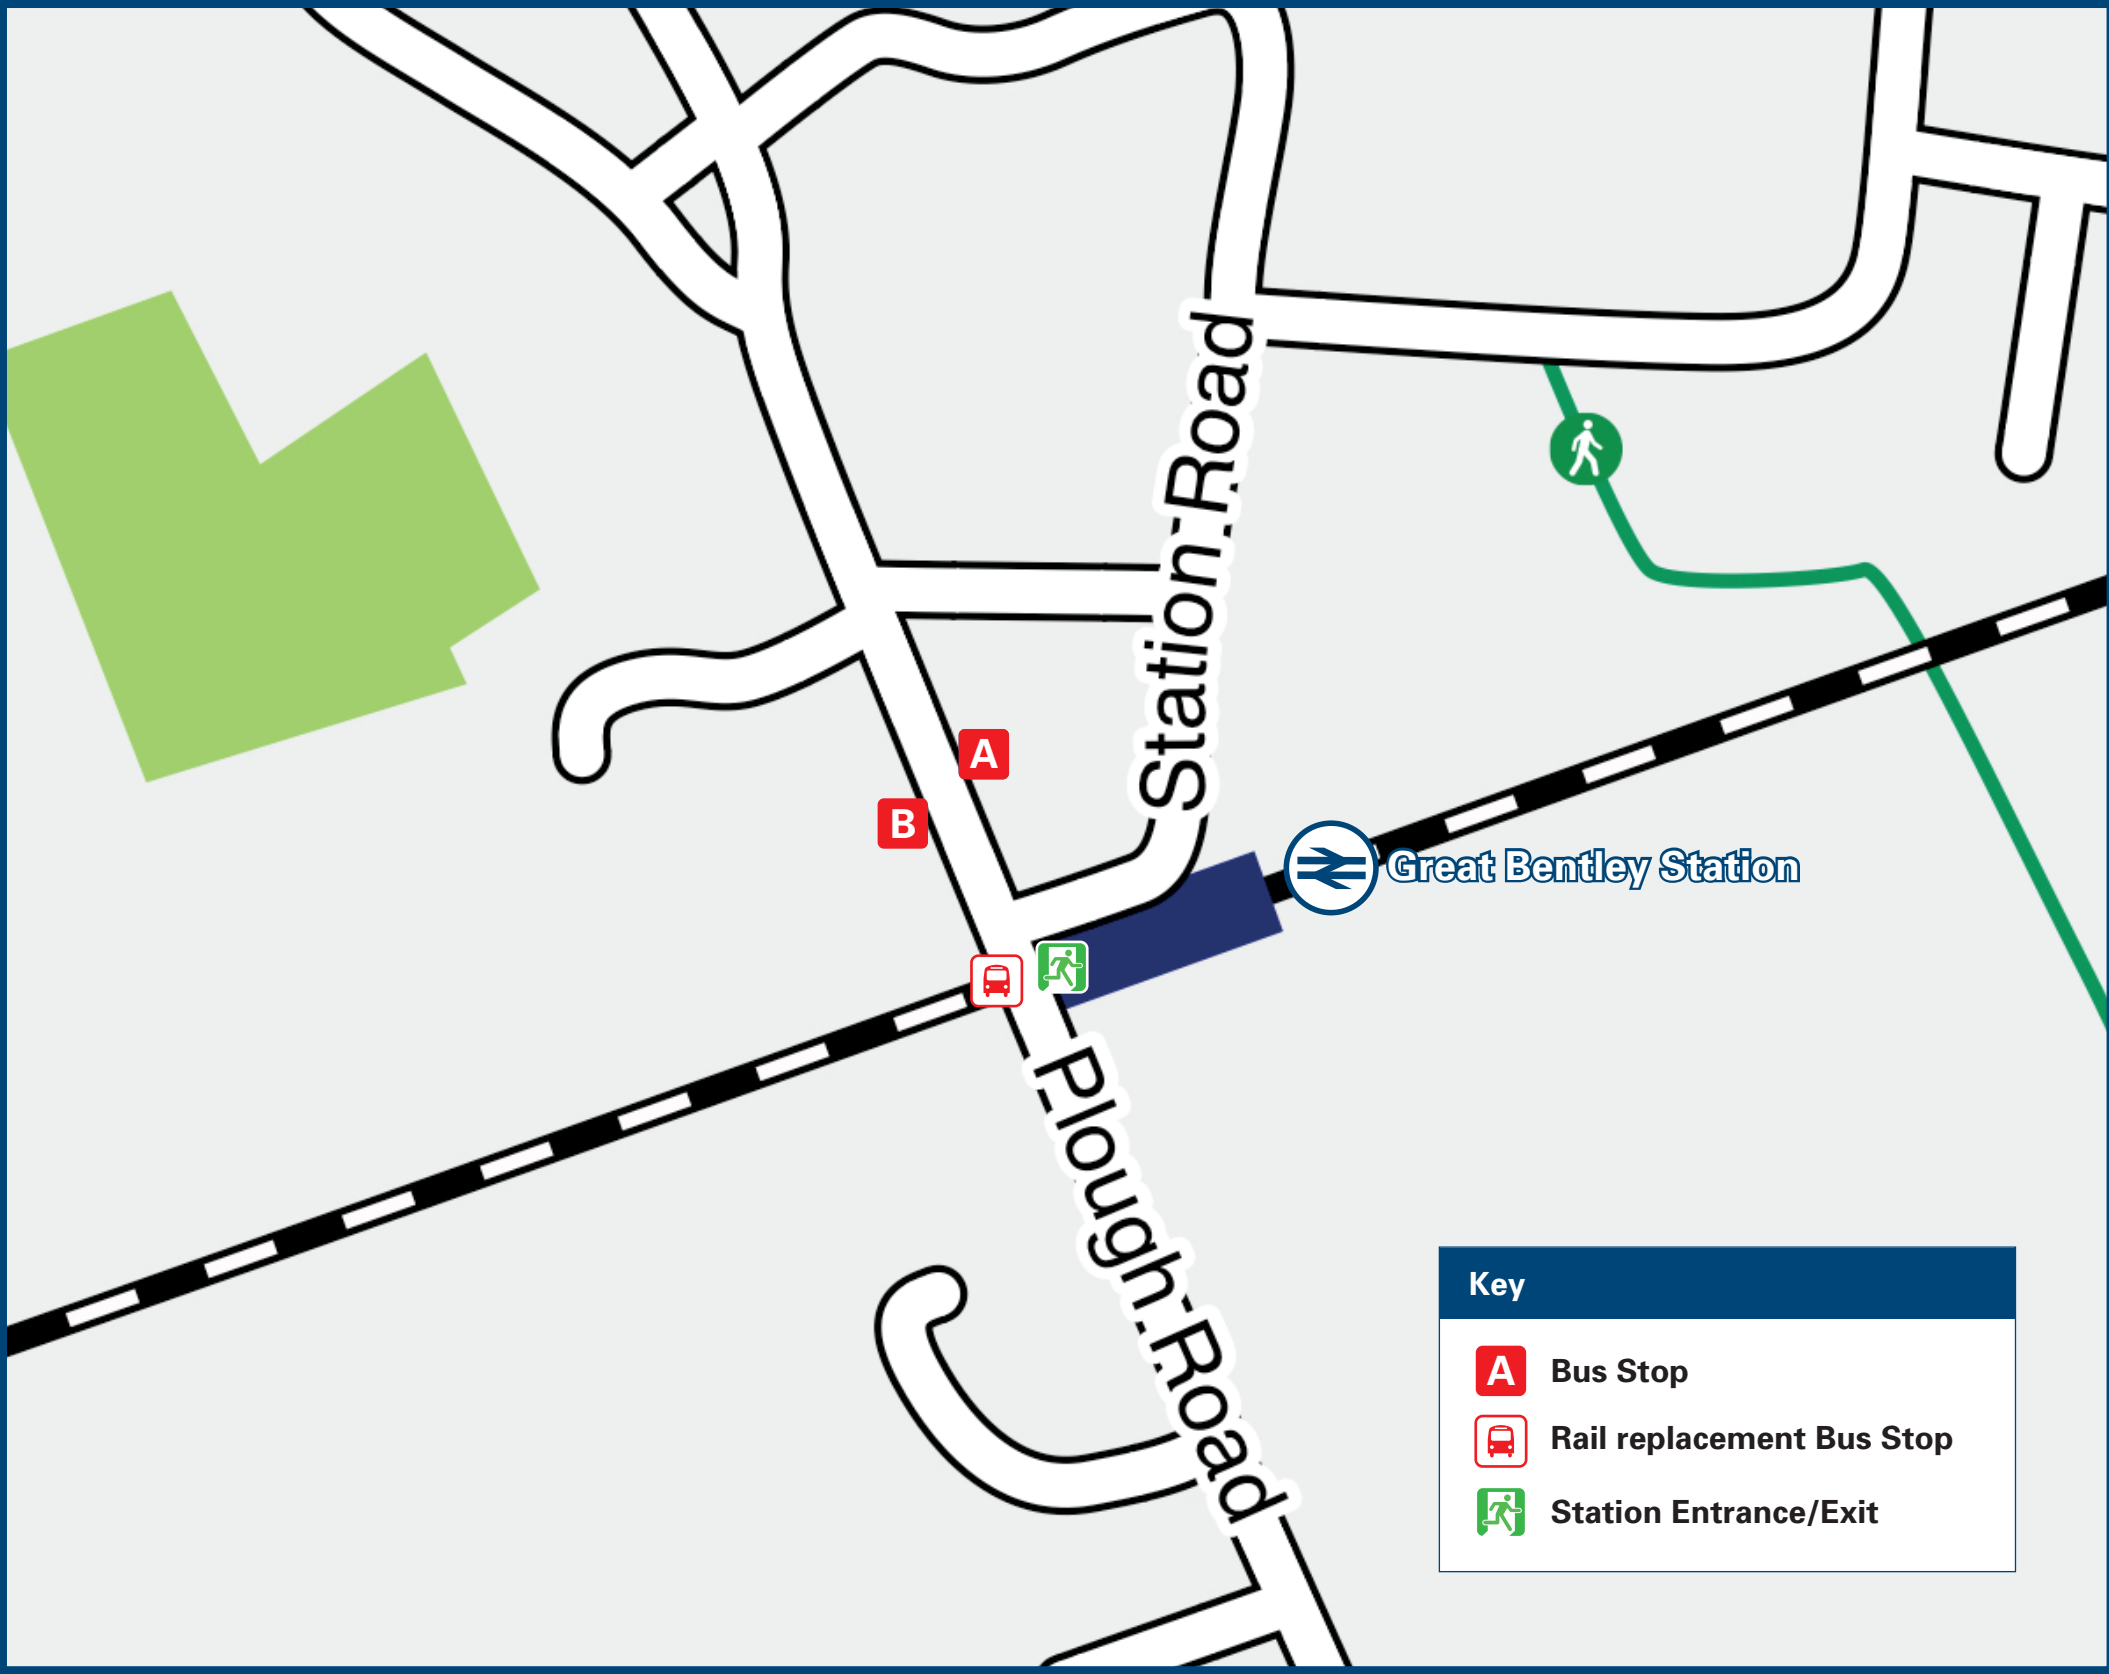 Station Road
A
B
Great Bentley Station
Plough Road
Key
A Bus Stop
Rail replacement Bus Stop
Station Entrance/Exit